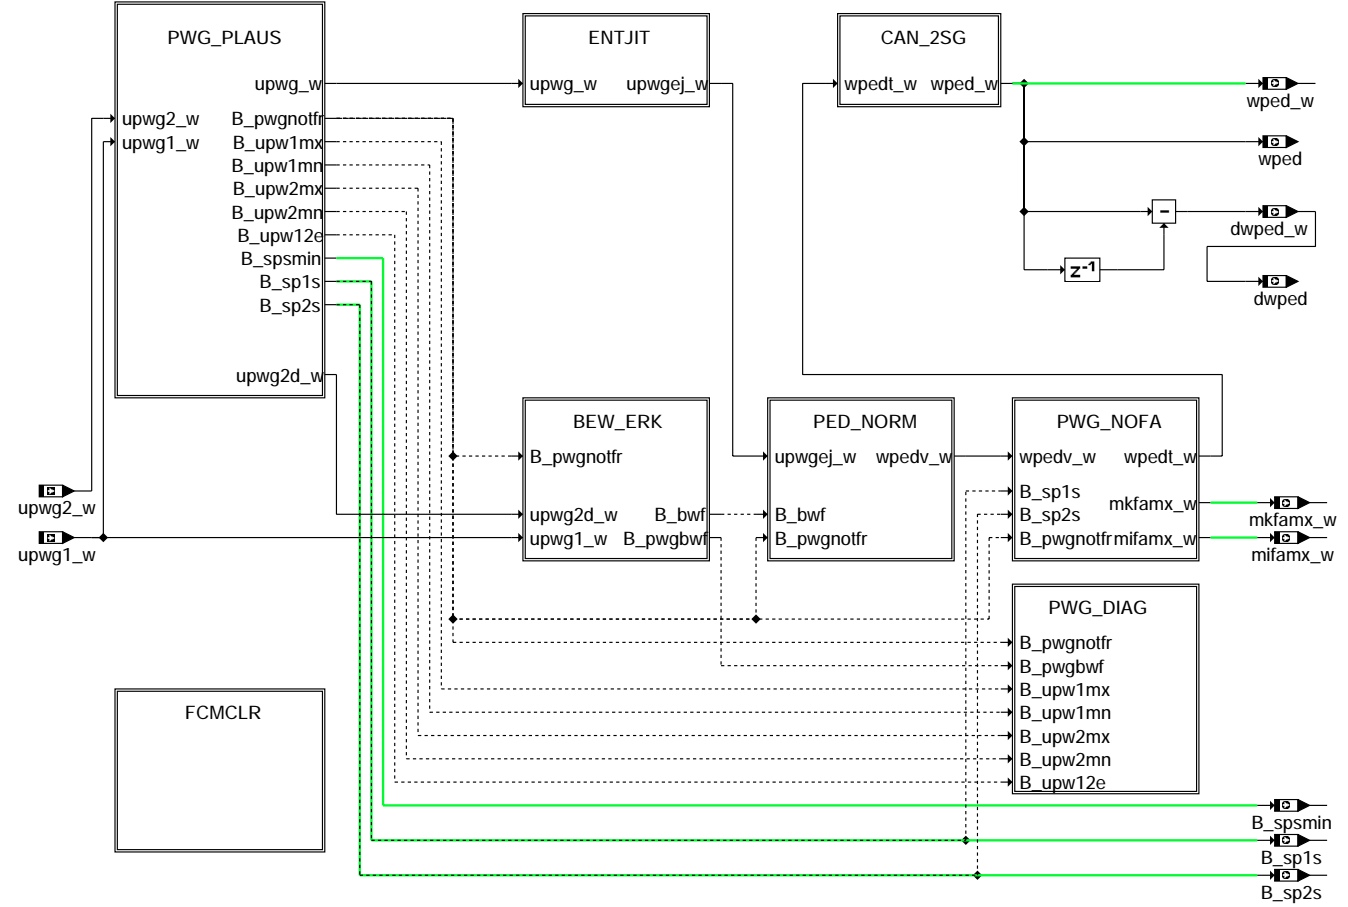 PWG_PLAUS
upwg_w
upwg2_w
upwg1_w
B_pwgnotfr
B_upw1mx
B_upw1mn
B_upw2mx
B_upw2mn
B_upw12e
B_spsmin
B_sp1s
B_sp2s
upwg2d_w
ENTJIT
upwg_w upwgej_w
CAN_2SG
wpedt_w wped_w
wped_w
wped
-
dwped_w
z-1
dwped
upwg2_w
upwg1_w
BEW_ERK
B_pwgnotfr
upwg2d_w B_bwf
upwg1_w B_pwgbwf
PED_NORM
upwgej_w wpedv_w
B_bwf
B_pwgnotfr
PWG_NOFA
wpedv_w wpedt_w
B_sp1s
mkfamx_w
B_sp2s
B_pwgnotfr mifamx_w
mkfamx_w
mifamx_w
PWG_DIAG
B_pwgnotfr
B_pwgbwf
B_upw1mx
B_upw1mn
B_upw2mx
B_upw2mn
B_upw12e
FCMCLR
B_spsmin
B_sp1s
B_sp2s